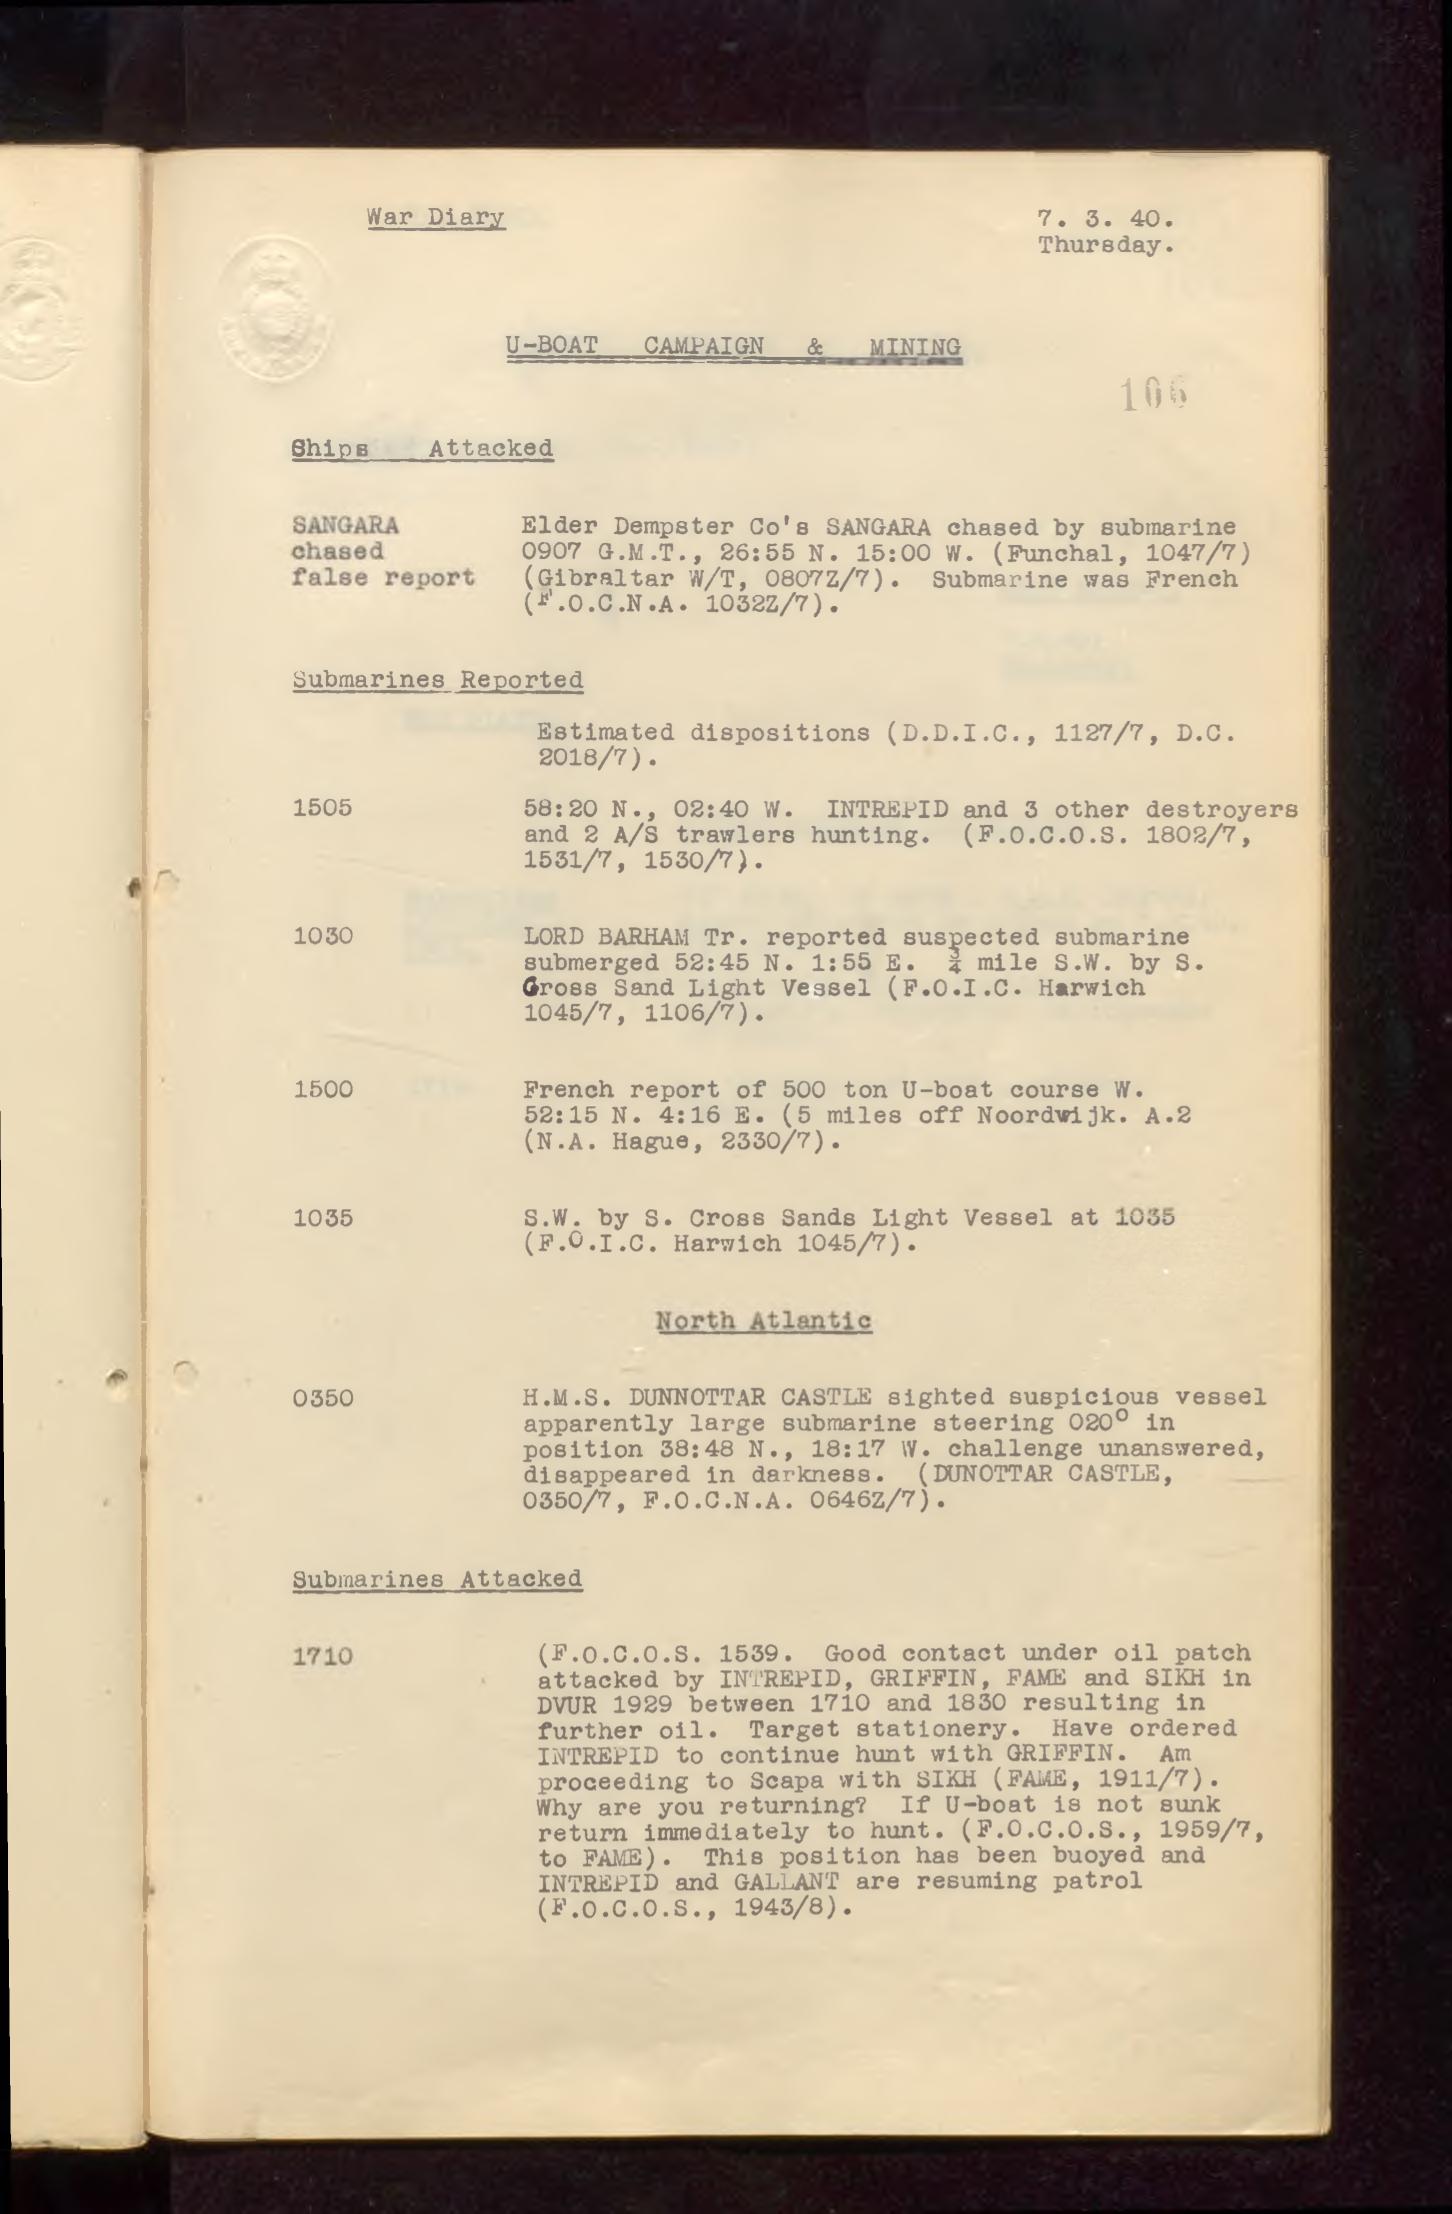 War Diary
7. 3. 40.
Thursday.
U-BOAT CAMPAIGN & MINING
106
Ships Attacked
SANGARA
chased
false report
Elder Dempster Co's SANGARA chased by submarine
0907 G.M.T., 26:55 N. 15:00 W. (Funchal, 1047/7)
(Gibraltar W/T, 0807Z/7). Submarine was French
(F.O.C.N.A. 1032Z/7).
Submarines Reported
Estimated dispositions (D.D.I.C., 1127/7, D.C.
2018/7).
1505
58:20 N., 02:40 W. INTREPID and 3 other destroyers
and 2 A/S trawlers hunting. (F.O.C.O.S. 1802/7,
1531/7, 1530/7).
1030
LORD BARHAM Tr. reported suspected submarine
submerged 52:45 N. 1:55 E. ¾ mile S.W. by S.
Cross Sand Light Vessel (F.O.I.C. Harwich
1045/7, 1106/7).
1500
French report of 500 ton U-boat course W.
52:15 N. 4:16 E. (5 miles off Noordwijk. A.2
(N.A. Hague, 2330/7).
1035
S.W. by S. Cross Sands Light Vessel at 1035
(F.O.I.C. Harwich 1045/7).
North Atlantic
0350
H.M.S. DUNNOTTAR CASTLE sighted suspicious vessel
apparently large submarine steering 020° in
position 38:48 N., 18:17 W. challenge unanswered,
disappeared in darkness. (DUNOTTAR CASTLE,
0350/7, F.O.C.N.A. 0646Z/7).
Submarines Attacked
1710
(F.O.C.O.S. 1539. Good contact under oil patch
attacked by INTREPID, GRIFFIN, FAME and SIKH in
DVUR 1929 between 1710 and 1830 resulting in
further oil. Target stationery. Have ordered
INTREPID to continue hunt with GRIFFIN. Am
proceeding to Scapa with SIKH (FAME, 1911/7).
Why are you returning? If U-boat is not sunk
return immediately to hunt. (F.O.C.O.S., 1959/7,
to FAME). This position has been buoyed and
INTREPID and GALLANT are resuming patrol
(F.O.C.O.S., 1943/8).